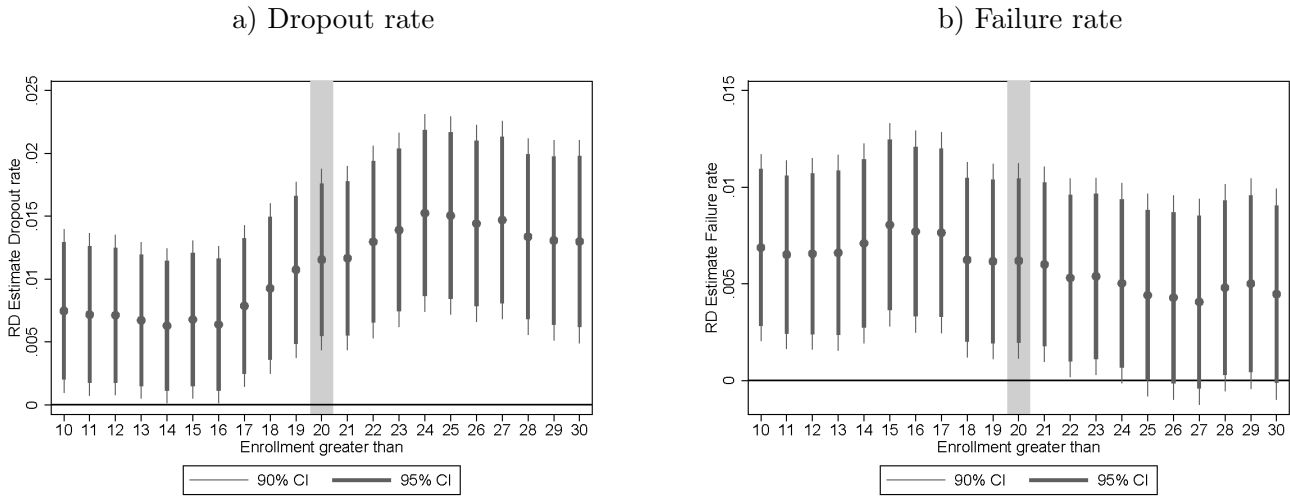 a) Dropout rate
b) Failure rate
RD Estimate Dropout rate
.025
.02
.015
.01
.005
0
10 11 12 13 14 15 16 17 18 19 20 21 22 23 24 25 26 27 28 29 30
Enrollment greater than
90% CI 95% CI
RD Estimate Failure rate
.015
.01
.005
0
10 11 12 13 14 15 16 17 18 19 20 21 22 23 24 25 26 27 28 29 30
Enrollment greater than
90% CI 95% CI